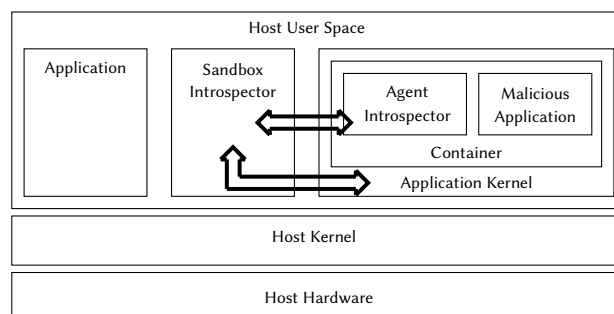 Host User Space
Application
Sandbox
Introspector
Agent
Introspector
Malicious
Application
Container
Application Kernel
Host Kernel
Host Hardware